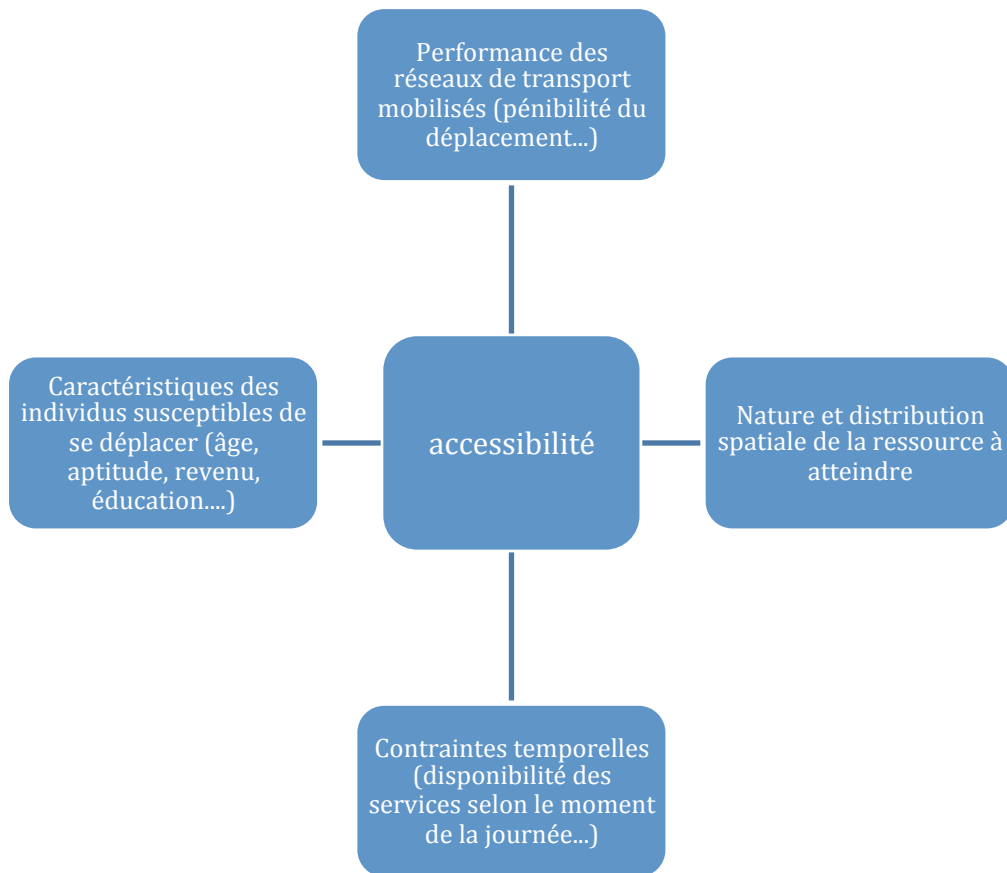 Performance des
réseaux de transport
mobilisés (pénibilité du
déplacement...)
Caractéristiques des
individus susceptibles de
se déplacer (âge,
aptitude, revenu,
éducation....)
accessibilité
Nature et distribution
spatiale de la ressource à
atteindre
Contraintes temporelles
(disponibilité des
services selon le moment
de la journée...)